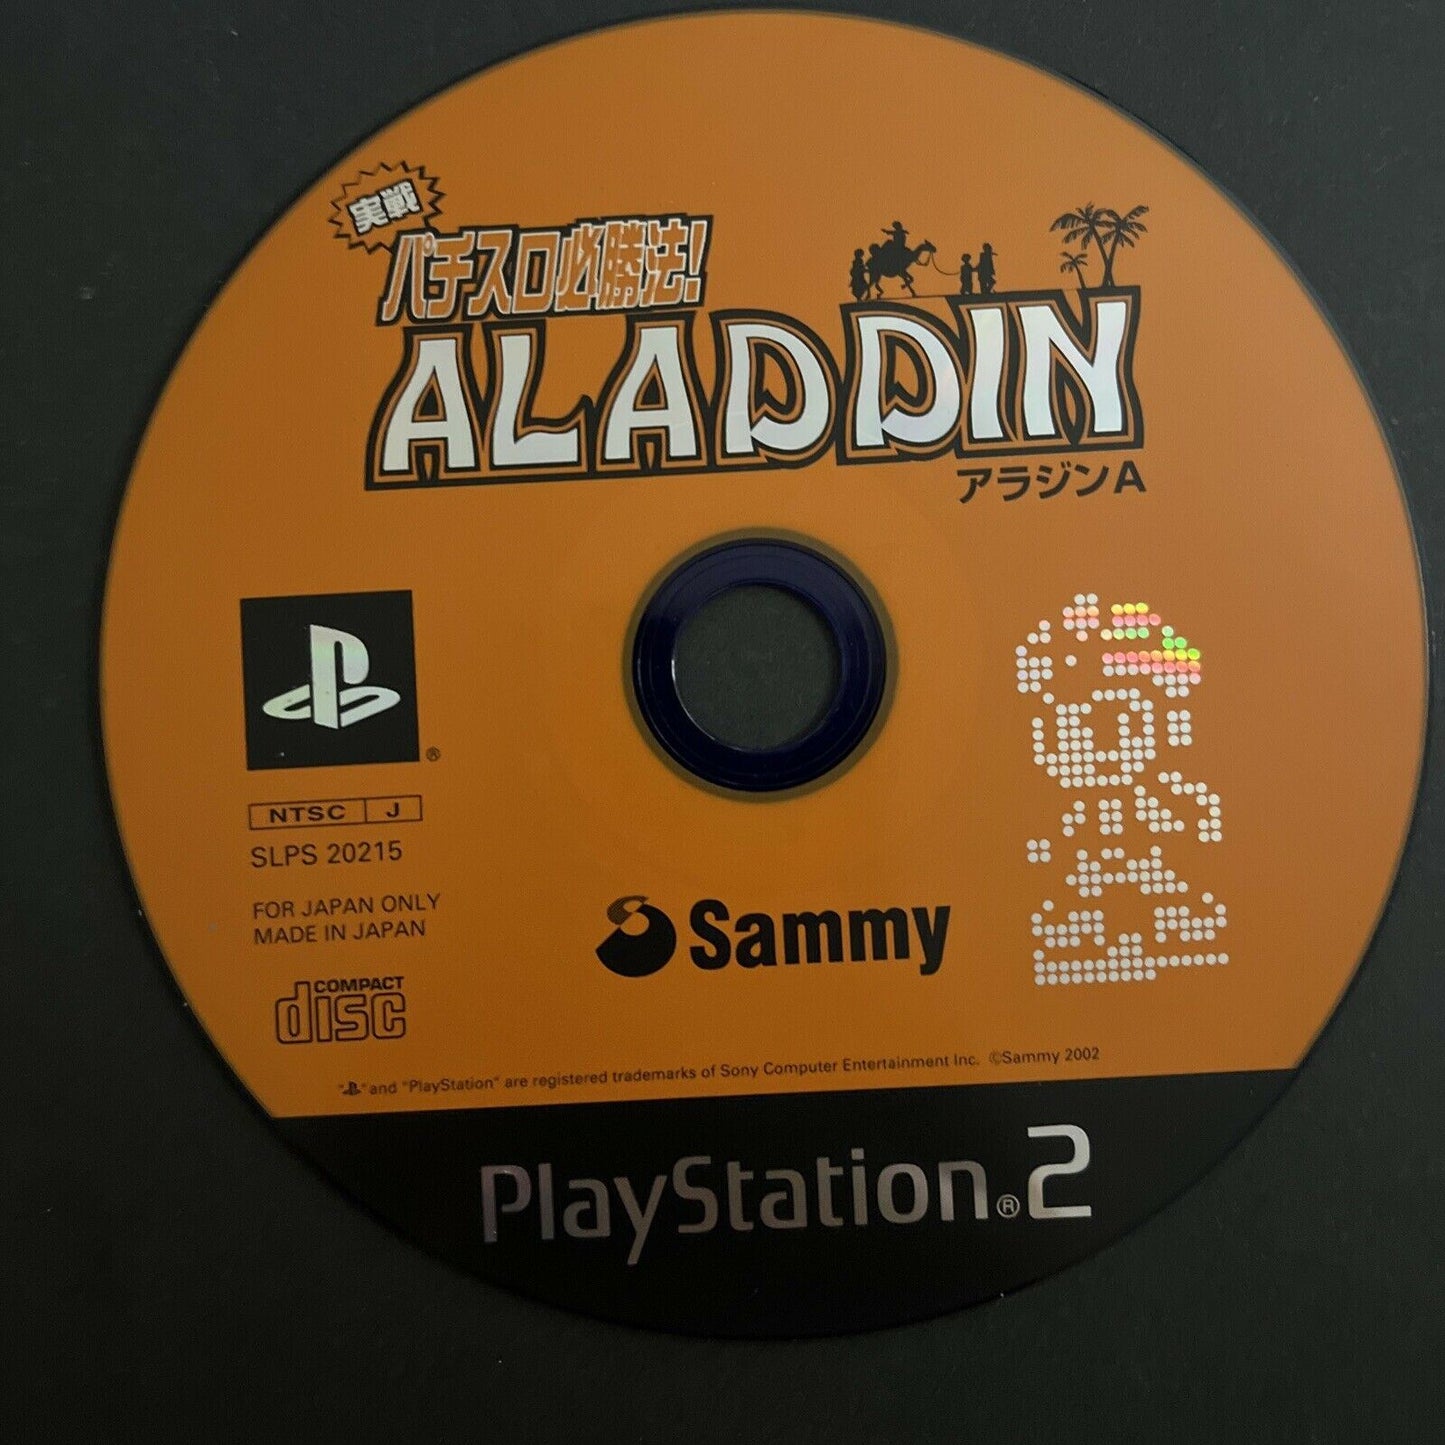 実戦
パチスロ必勝法!
ALADDIN
アラジンA
®
NTSC J
SLPS 20215
FOR JAPAN ONLY
MADE IN JAPAN
COMPACT
disc
Sammy
"PS" and "PlayStation" are registered trademarks of Sony Computer Entertainment Inc. ©Sammy 2002
PlayStation®2